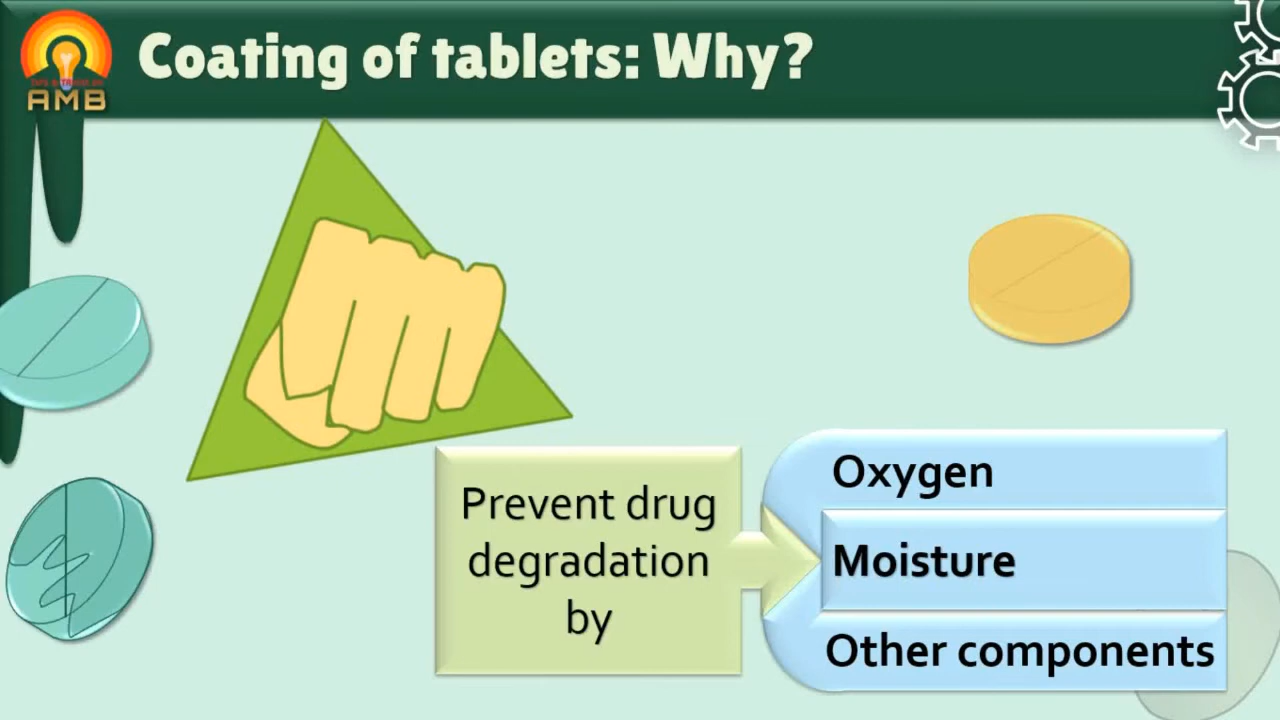 Coating of tablets: Why?
AMB
Prevent drug
degradation
by
Oxygen
Moisture
Other components